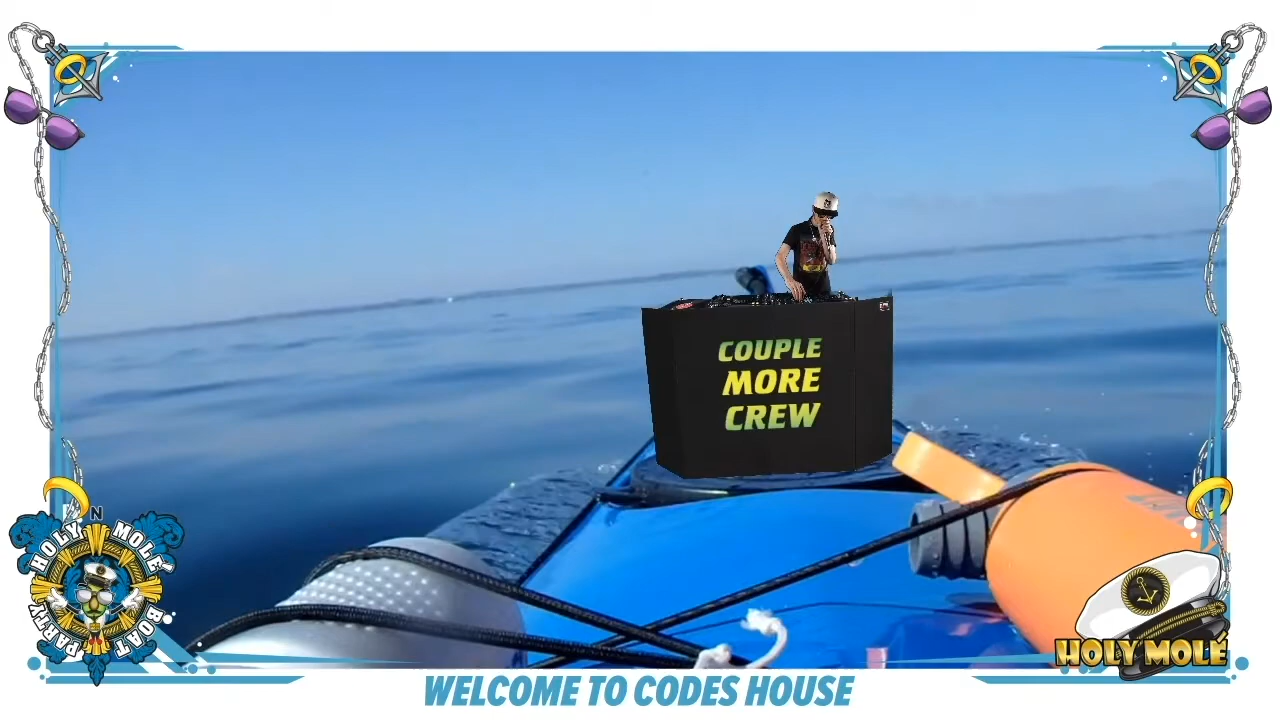 COUPLE
MORE
CREW
N
HOLY MOLÉ
PARTY BOAT
HOLY MOLÉ
WELCOME TO CODES HOUSE